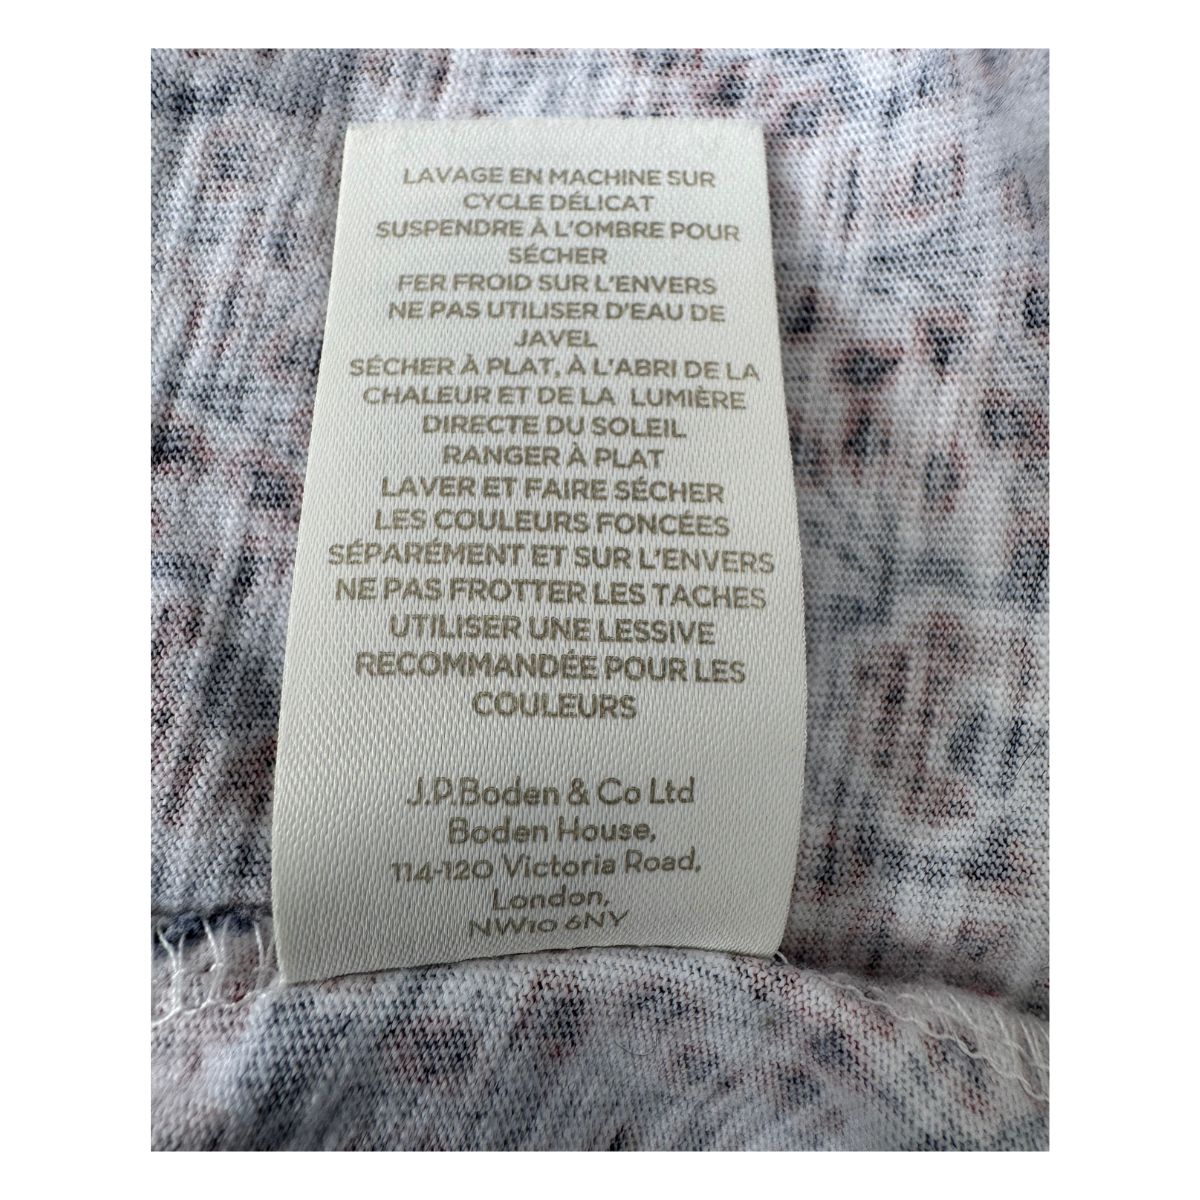 LAVAGE EN MACHINE SUR
CYCLE DÉLICAT
SUSPENDRE À L'OMBRE POUR
SÉCHER
FER FROID SUR L'ENVERS
NE PAS UTILISER D'EAU DE
JAVEL
SÉCHER À PLAT, À L'ABRI DE LA
CHALEUR ET DE LA LUMIÈRE
DIRECTE DU SOLEIL
RANGER À PLAT
LAVER ET FAIRE SÉCHER
LES COULEURS FONCÉES
SÉPARÉMENT ET SUR L'ENVERS
NE PAS FROTTER LES TACHES
UTILISER UNE LESSIVE
RECOMMANDÉE POUR LES
COULEURS
J.P.Boden & Co Ltd
Boden House,
114-120 Victoria Road,
London,
NW10 6NY